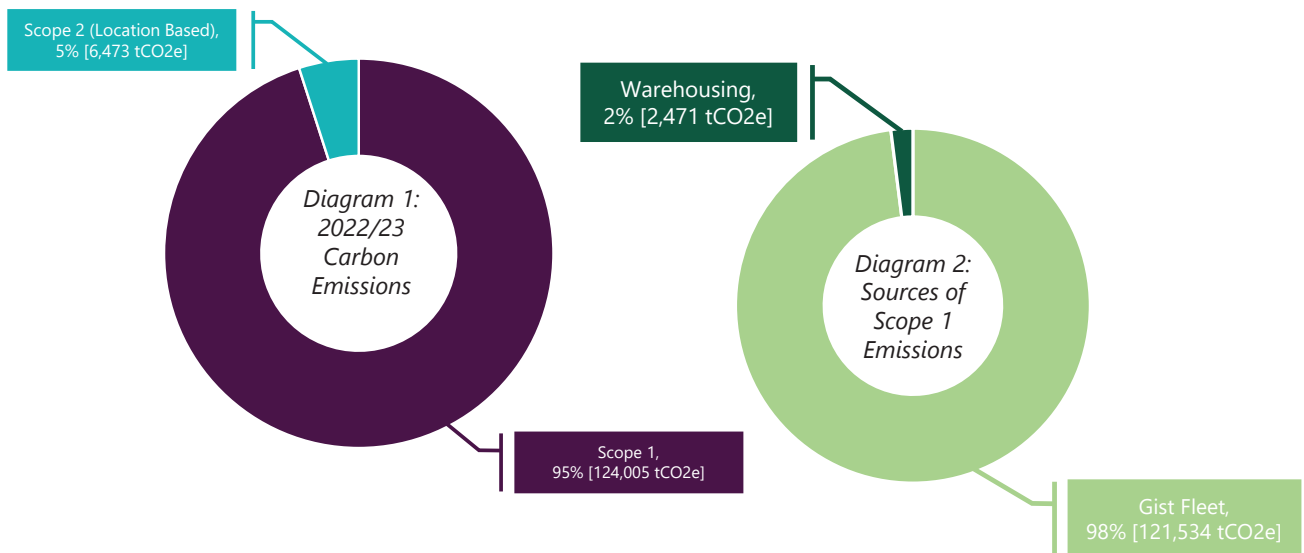 Scope 2 (Location Based),
5% [6,473 tCO2e]
Diagram 1:
2022/23
Carbon
Emissions
Scope 1,
95% [124,005 tCO2e]
Warehousing,
2% [2,471 tCO2e]
Diagram 2:
Sources of
Scope 1
Emissions
Gist Fleet,
98% [121,534 tCO2e]